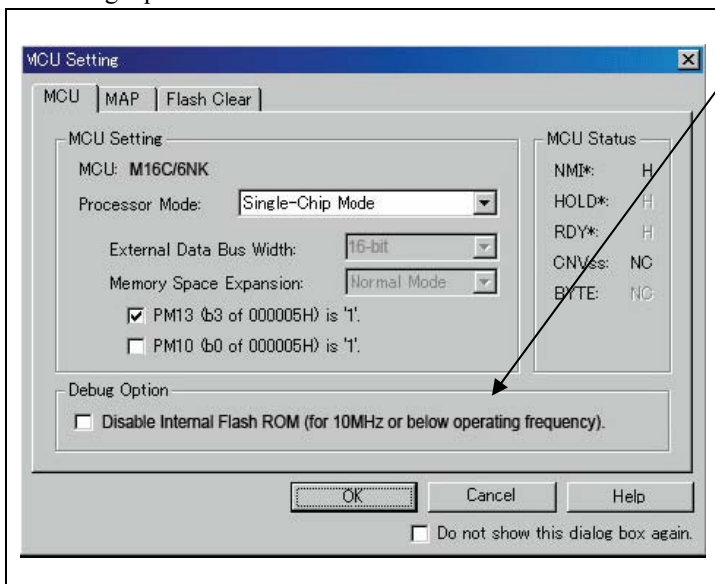 MCU Setting
MCU
MAP
Flash Clear
MCU Setting
MCU: M16C/6NK
Processor Mode: Single-Chip Mode
External Data Bus Width: 16-bit
Memory Space Expansion: Normal Mode
PM13 (b3 of 000005H) is '1'.
PM10 (b0 of 000005H) is '1'.
MCU Status
NMI*: H
HOLD*: H
RDY*: H
CNVss: NC
BYTE: NC
Debug Option
Disable Internal Flash ROM (for 10MHz or below operating frequency).
OK
Cancel
Help
Do not show this dialog box again.